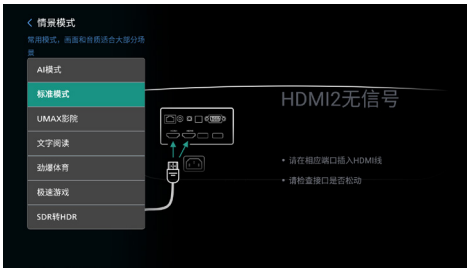 情景模式
常用模式，画面和音质适合大部分场
景
AI模式
标准模式
UMAX影院
文字阅读
劲爆体育
极速游戏
SDR转HDR
HDMI2无信号
• 请在相应端口插入HDMI线
• 请检查接口是否松动